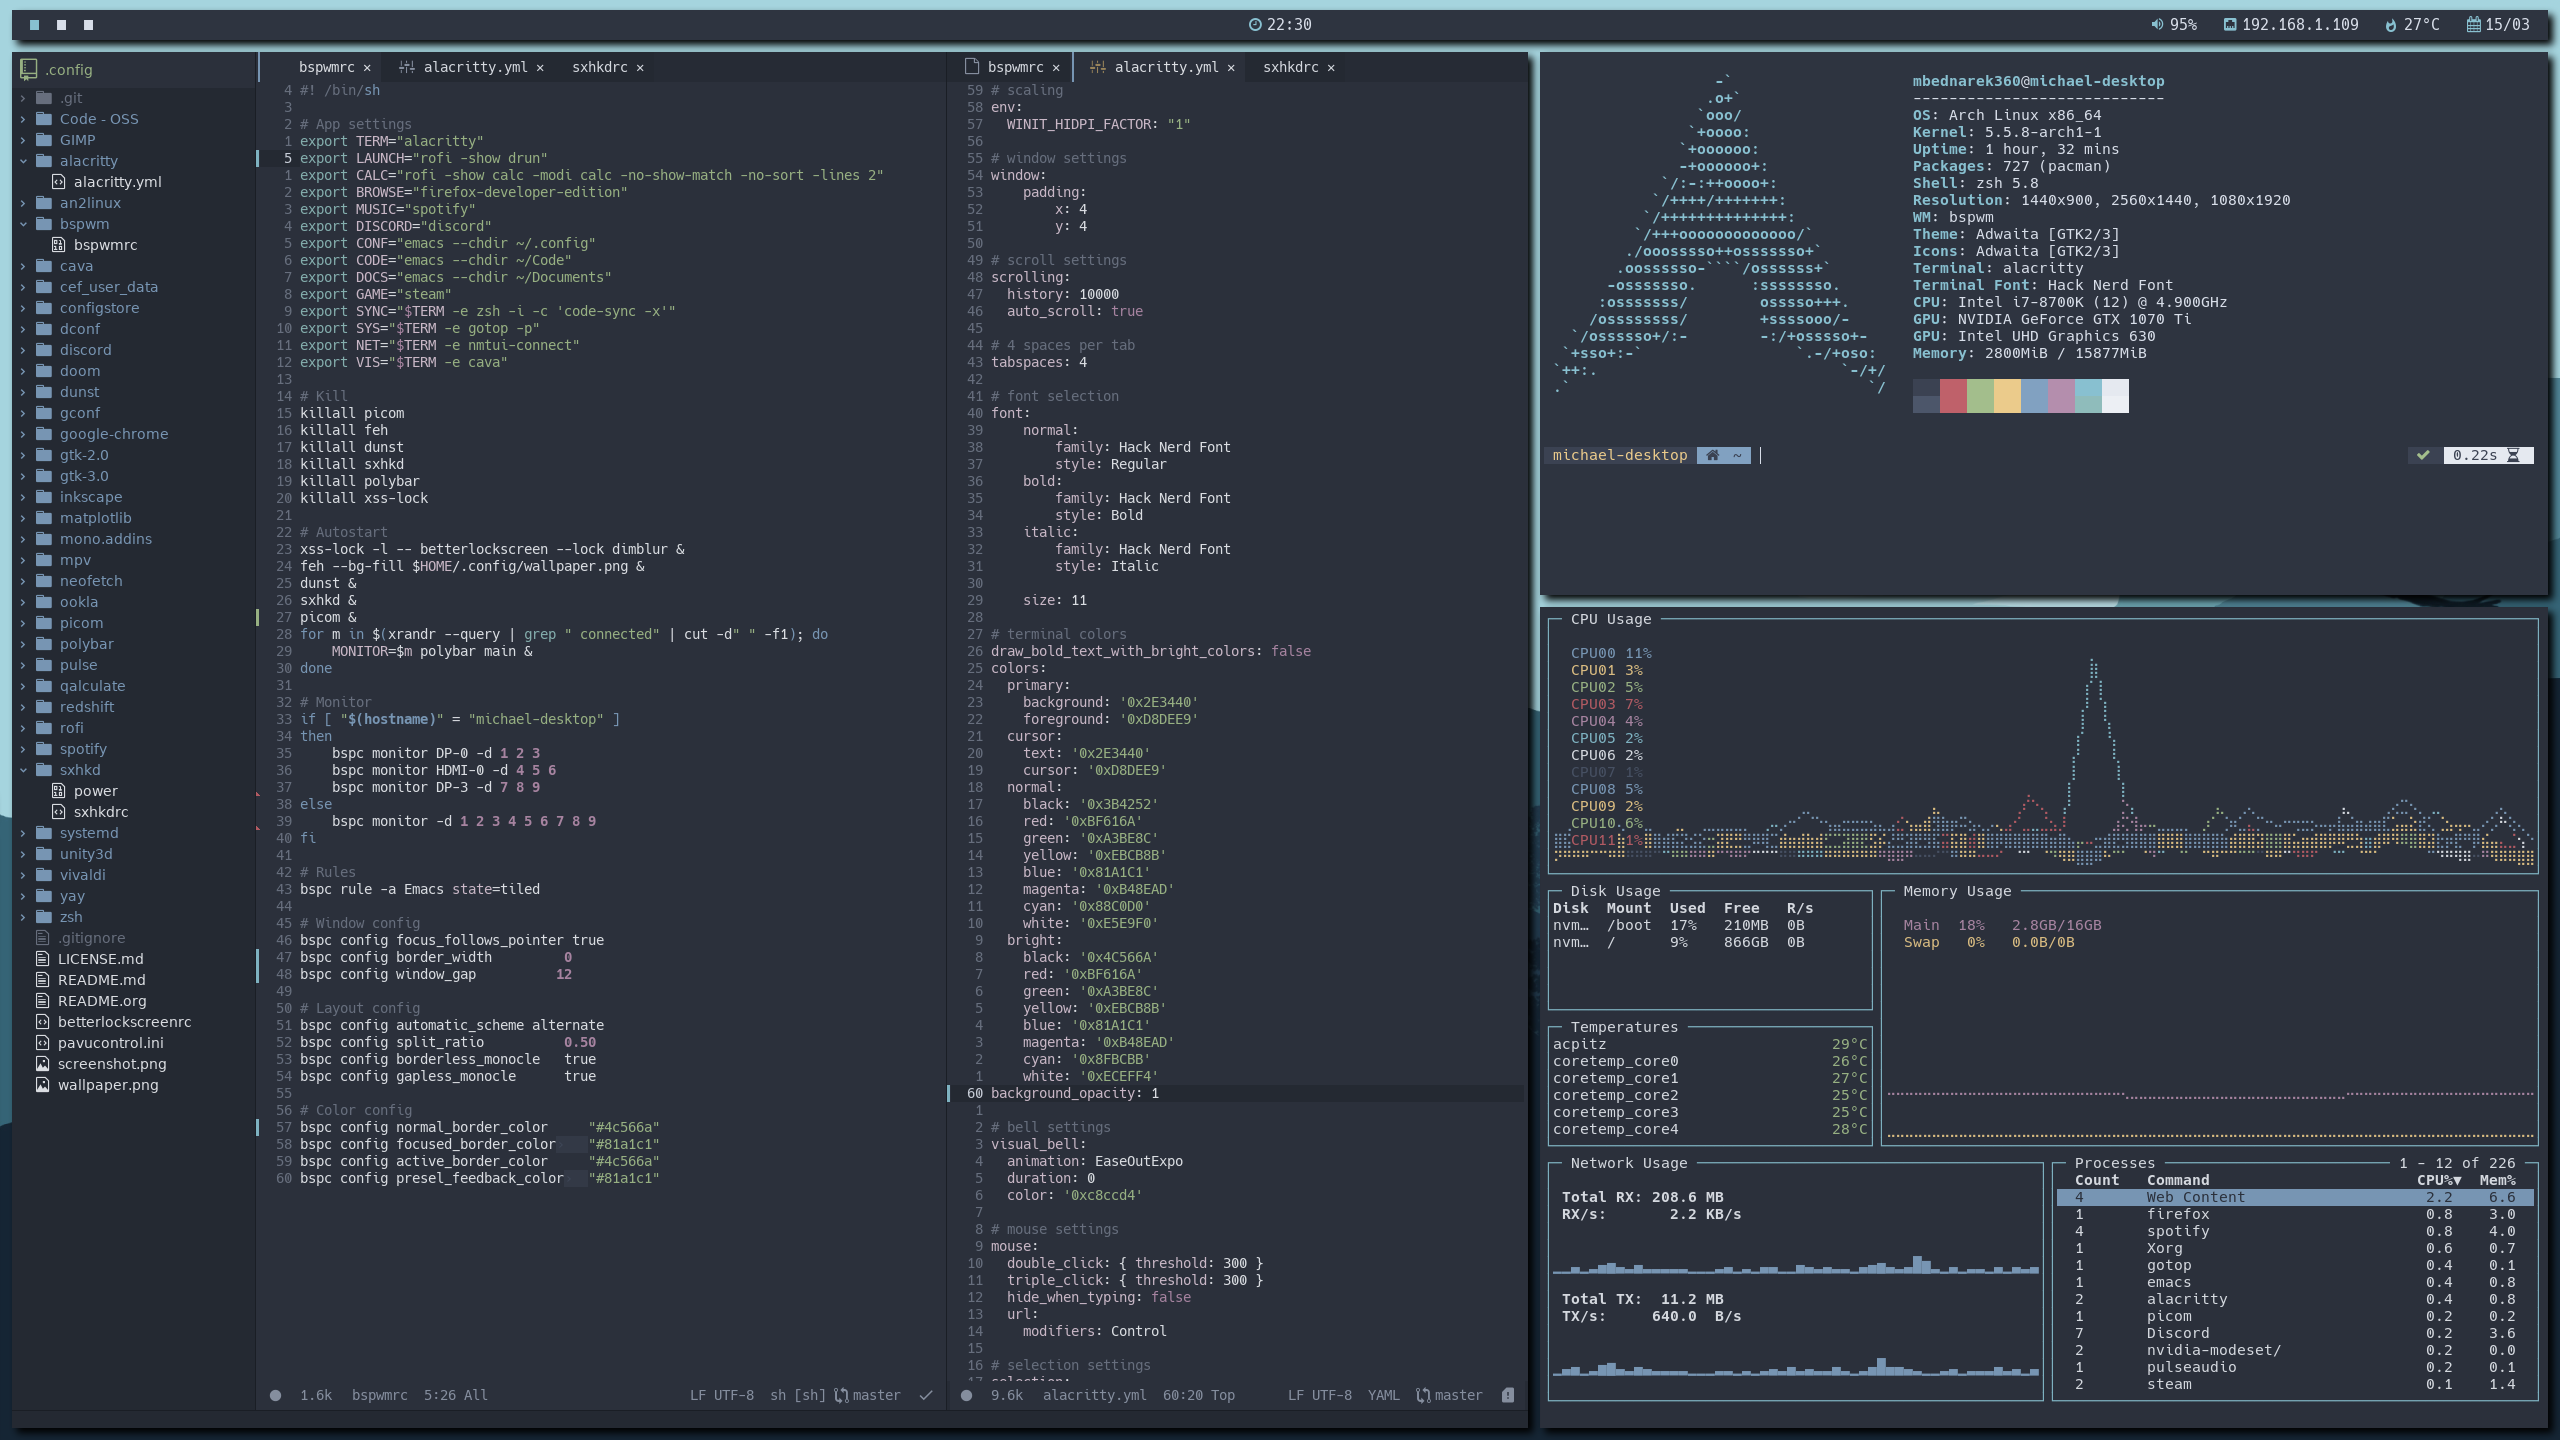 22:30
95% 192.168.1.109 27°C 15/03
.config
.git
Code - OSS
GIMP
alacritty
alacritty.yml
an2linux
bspwm
bspwmrc
cava
cef_user_data
configstore
dconf
discord
doom
dunst
gconf
google-chrome
gtk-2.0
gtk-3.0
inkscape
matplotlib
mono.addins
mpv
neofetch
ookla
picom
polybar
pulse
qalculate
redshift
rofi
spotify
sxhkd
power
sxhkdrc
systemd
unity3d
vivaldi
yay
zsh
.gitignore
LICENSE.md
README.md
README.org
betterlockscreenrc
pavucontrol.ini
screenshot.png
wallpaper.png
bspwmrc × alacritty.yml × sxhkdrc ×
4 #! /bin/sh
3
2 # App settings
1 export TERM="alacritty"
5 export LAUNCH="rofi -show drun"
1 export CALC="rofi -show calc -modi calc -no-show-match -no-sort -lines 2"
2 export BROWSE="firefox-developer-edition"
3 export MUSIC="spotify"
4 export DISCORD="discord"
5 export CONF="emacs --chdir ~/.config"
6 export CODE="emacs --chdir ~/Code"
7 export DOCS="emacs --chdir ~/Documents"
8 export GAME="steam"
9 export SYNC="$TERM -e zsh -i -c 'code-sync -x'"
10 export SYS="$TERM -e gotop -p"
11 export NET="$TERM -e nmtui-connect"
12 export VIS="$TERM -e cava"
13
14 # Kill
15 killall picom
16 killall feh
17 killall dunst
18 killall sxhkd
19 killall polybar
20 killall xss-lock
21
22 # Autostart
23 xss-lock -l -- betterlockscreen --lock dimblur &
24 feh --bg-fill $HOME/.config/wallpaper.png &
25 dunst &
26 sxhkd &
27 picom &
28 for m in $(xrandr --query | grep " connected" | cut -d" " -f1); do
29     MONITOR=$m polybar main &
30 done
31
32 # Monitor
33 if [ "$(hostname)" = "michael-desktop" ]
34 then
35     bspc monitor DP-0 -d 1 2 3
36     bspc monitor HDMI-0 -d 4 5 6
37     bspc monitor DP-3 -d 7 8 9
38 else
39     bspc monitor -d 1 2 3 4 5 6 7 8 9
40 fi
41
42 # Rules
43 bspc rule -a Emacs state=tiled
44
45 # Window config
46 bspc config focus_follows_pointer true
47 bspc config border_width         0
48 bspc config window_gap          12
49
50 # Layout config
51 bspc config automatic_scheme alternate
52 bspc config split_ratio          0.50
53 bspc config borderless_monocle   true
54 bspc config gapless_monocle      true
55
56 # Color config
57 bspc config normal_border_color     "#4c566a"
58 bspc config focused_border_color    "#81a1c1"
59 bspc config active_border_color     "#4c566a"
60 bspc config presel_feedback_color   "#81a1c1"
1.6k bspwmrc 5:26 All LF UTF-8 sh [sh] master
bspwmrc × alacritty.yml × sxhkdrc ×
59 # scaling
58 env:
57   WINIT_HIDPI_FACTOR: "1"
56
55 # window settings
54 window:
53     padding:
52         x: 4
51         y: 4
50
49 # scroll settings
48 scrolling:
47   history: 10000
46   auto_scroll: true
45
44 # 4 spaces per tab
43 tabspaces: 4
42
41 # font selection
40 font:
39     normal:
38         family: Hack Nerd Font
37         style: Regular
36     bold:
35         family: Hack Nerd Font
34         style: Bold
33     italic:
32         family: Hack Nerd Font
31         style: Italic
30
29     size: 11
28
27 # terminal colors
26 draw_bold_text_with_bright_colors: false
25 colors:
24   primary:
23     background: '0x2E3440'
22     foreground: '0xD8DEE9'
21   cursor:
20     text: '0x2E3440'
19     cursor: '0xD8DEE9'
18   normal:
17     black: '0x3B4252'
16     red: '0xBF616A'
15     green: '0xA3BE8C'
14     yellow: '0xEBCB8B'
13     blue: '0x81A1C1'
12     magenta: '0xB48EAD'
11     cyan: '0x88C0D0'
10     white: '0xE5E9F0'
9   bright:
8     black: '0x4C566A'
7     red: '0xBF616A'
6     green: '0xA3BE8C'
5     yellow: '0xEBCB8B'
4     blue: '0x81A1C1'
3     magenta: '0xB48EAD'
2     cyan: '0x8FBCBB'
1     white: '0xECEFF4'
60 background_opacity: 1
1
2 # bell settings
3 visual_bell:
4   animation: EaseOutExpo
5   duration: 0
6   color: '0xc8ccd4'
7
8 # mouse settings
9 mouse:
10   double_click: { threshold: 300 }
11   triple_click: { threshold: 300 }
12   hide_when_typing: false
13   url:
14     modifiers: Control
15
16 # selection settings
9.6k alacritty.yml 60:20 Top LF UTF-8 YAML master
mbednarek360@michael-desktop
----------------------------
OS: Arch Linux x86_64
Kernel: 5.5.8-arch1-1
Uptime: 1 hour, 32 mins
Packages: 727 (pacman)
Shell: zsh 5.8
Resolution: 1440x900, 2560x1440, 1080x1920
WM: bspwm
Theme: Adwaita [GTK2/3]
Icons: Adwaita [GTK2/3]
Terminal: alacritty
Terminal Font: Hack Nerd Font
CPU: Intel i7-8700K (12) @ 4.900GHz
GPU: NVIDIA GeForce GTX 1070 Ti
GPU: Intel UHD Graphics 630
Memory: 2800MiB / 15877MiB
michael-desktop ~ 0.22s
CPU Usage
CPU00 11%
CPU01 3%
CPU02 5%
CPU03 7%
CPU04 4%
CPU05 2%
CPU06 2%
CPU07 1%
CPU08 5%
CPU09 2%
CPU10 6%
CPU11 1%
Disk Usage
Disk Mount Used Free R/s
nvm… /boot 17% 210MB 0B
nvm… / 9% 866GB 0B
Memory Usage
Main 18% 2.8GB/16GB
Swap 0% 0.0B/0B
Temperatures
acpitz 29°C
coretemp_core0 26°C
coretemp_core1 27°C
coretemp_core2 25°C
coretemp_core3 25°C
coretemp_core4 28°C
Network Usage
Total RX: 208.6 MB
RX/s: 2.2 KB/s
Total TX: 11.2 MB
TX/s: 640.0 B/s
Processes 1 - 12 of 226
Count Command CPU%▼ Mem%
4 Web Content 2.2 6.6
1 firefox 0.8 3.0
4 spotify 0.8 4.0
1 Xorg 0.6 0.7
1 gotop 0.4 0.1
1 emacs 0.4 0.8
2 alacritty 0.4 0.8
1 picom 0.2 0.2
7 Discord 0.2 3.6
2 nvidia-modeset/ 0.2 0.0
1 pulseaudio 0.2 0.1
2 steam 0.1 1.4